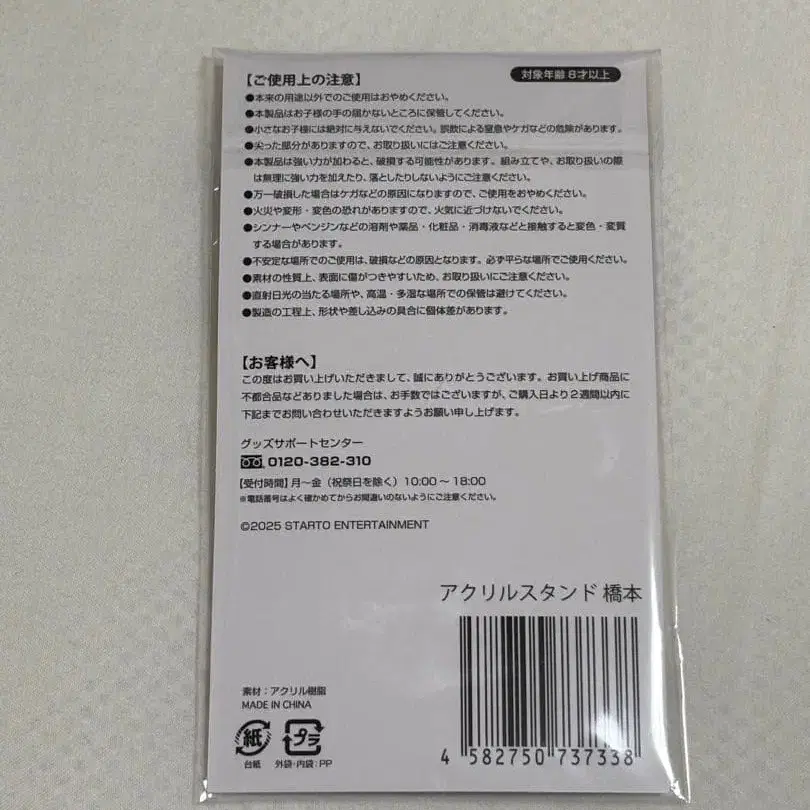 【ご使用上の注意】
対象年齢 8才以上
●本来の用途以外でのご使用はおやめください。
●本製品はお子様の手の届かないところに保管してください。
●小さなお子様には絶対に与えないでください。誤飲による窒息やケガなどの危険があります。
●尖った部分がありますので、お取り扱いにはご注意ください。
●本製品は強い力が加わると、破損する可能性があります。組み立てや、お取り扱いの際
は無理に強い力を加えたり、落としたりしないようにご注意ください。
●万一破損した場合はケガなどの原因になりますので、ご使用をおやめください。
●火災や変形・変色の恐れがありますので、火気に近づけないでください。
●シンナーやベンジンなどの溶剤や薬品・化粧品・消毒液などと接触すると変色・変質
する場合があります。
●不安定な場所でのご使用は、破損などの原因となります。必ず平らな場所でご使用ください。
●素材の性質上、表面に傷がつきやすいため、お取り扱いにご注意ください。
●直射日光の当たる場所や、高温・多湿な場所での保管は避けてください。
●製造の工程上、形状や差し込みの具合に個体差があります。
【お客様へ】
この度はお買い上げいただきまして、誠にありがとうございます。お買い上げ商品に
不都合品などありました場合は、お手数ではございますが、ご購入日より2週間以内に
下記までお問い合わせいただきますようお願い申し上げます。
グッズサポートセンター
0120-382-310
【受付時間】月～金（祝祭日を除く）10:00～18:00
※電話番号はよく確かめてからお間違いのないようにご注意ください。
©2025 STARTO ENTERTAINMENT
アクリルスタンド 橋本
素材：アクリル樹脂
MADE IN CHINA
紙
プラ
台紙
外袋・内袋：PP
4 582750 737338